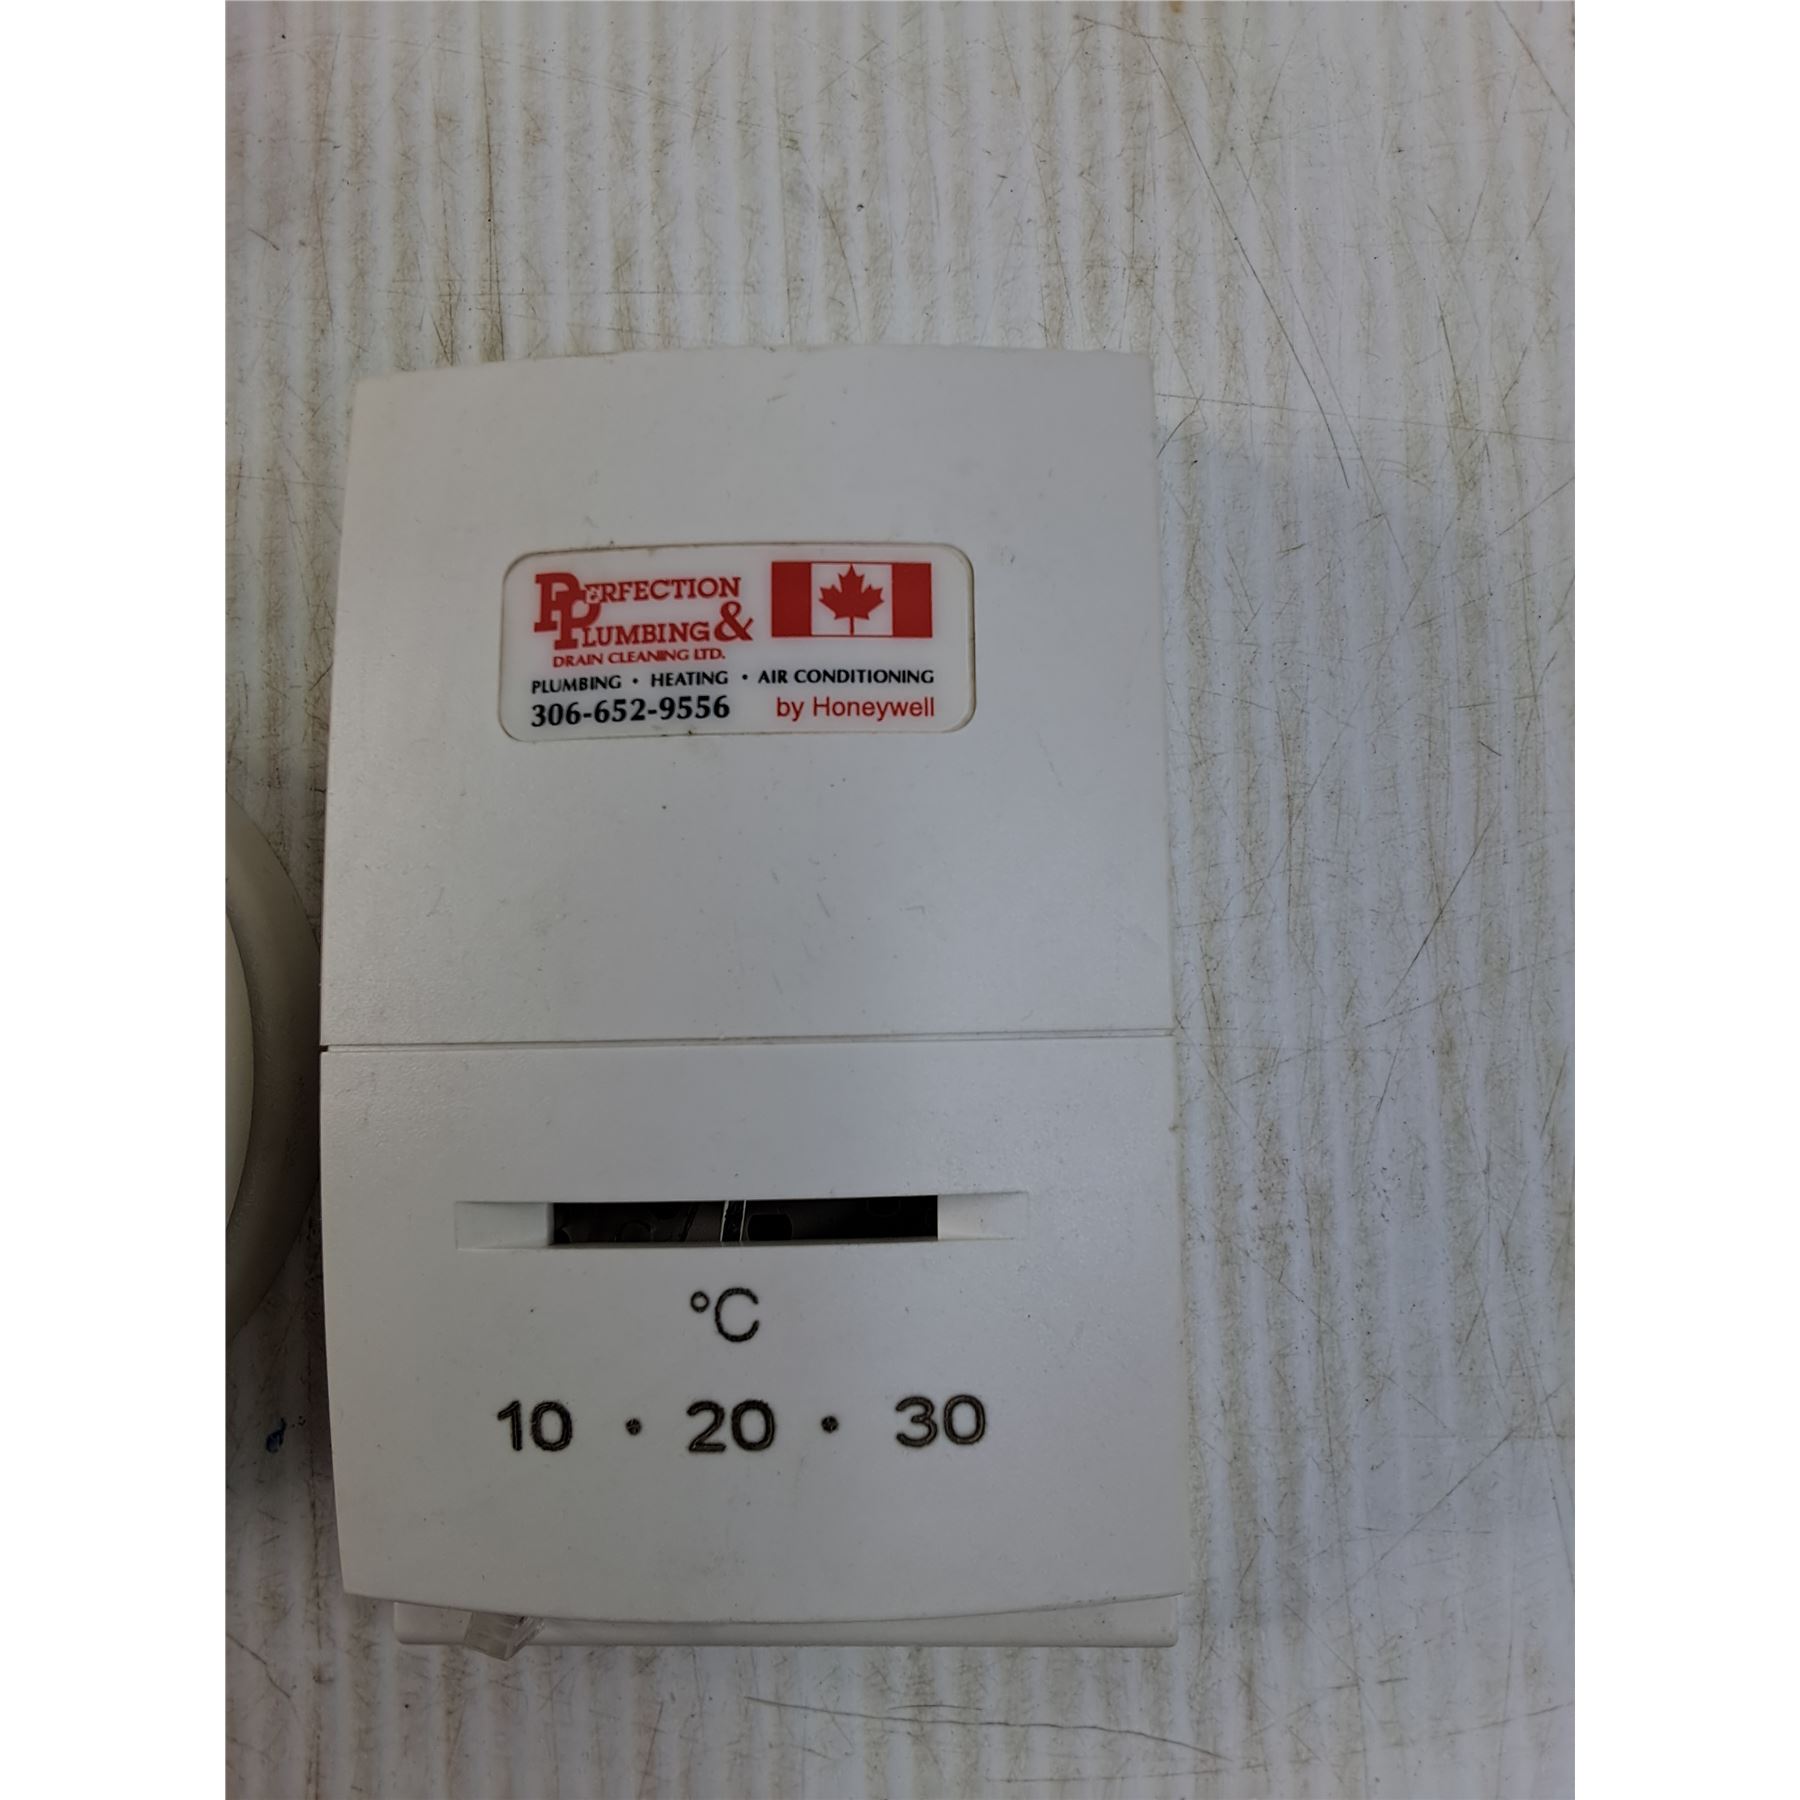 PERFECTION
PLUMBING &
DRAIN CLEANING LTD.
PLUMBING • HEATING • AIR CONDITIONING
306-652-9556 by Honeywell
°C
10 • 20 • 30